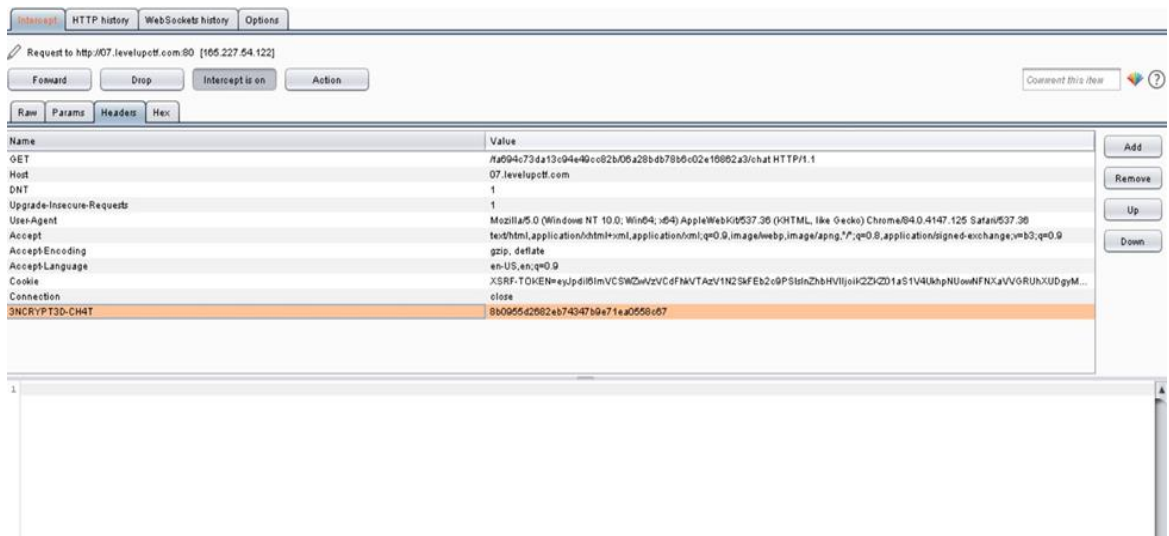 Intercept HTTP history WebSockets history Options
Request to http://07.levelupctf.com:80 [165.227.54.122]
Forward Drop Intercept is on Action Comment this item ?
Raw Params Headers Hex
Name Value
GET /fa694c73da13c94e49cc82b/06a28bdb78b6c02e16862a3/chat HTTP/1.1
Host 07.levelupctf.com
DNT 1
Upgrade-Insecure-Requests 1
User-Agent Mozilla/5.0 (Windows NT 10.0; Win64; x64) AppleWebKit/537.36 (KHTML, like Gecko) Chrome/84.0.4147.125 Safari/537.36
Accept text/html,application/xhtml+xml,application/xml;q=0.9,image/webp,image/apng,*/*;q=0.8,application/signed-exchange;v=b3;q=0.9
Accept-Encoding gzip, deflate
Accept-Language en-US,en;q=0.9
Cookie
Connection close
3NCRYPT3D-CH4T 8b0955d2682eb74347b9e71ea0558c67
Add
Remove
Up
Down
1